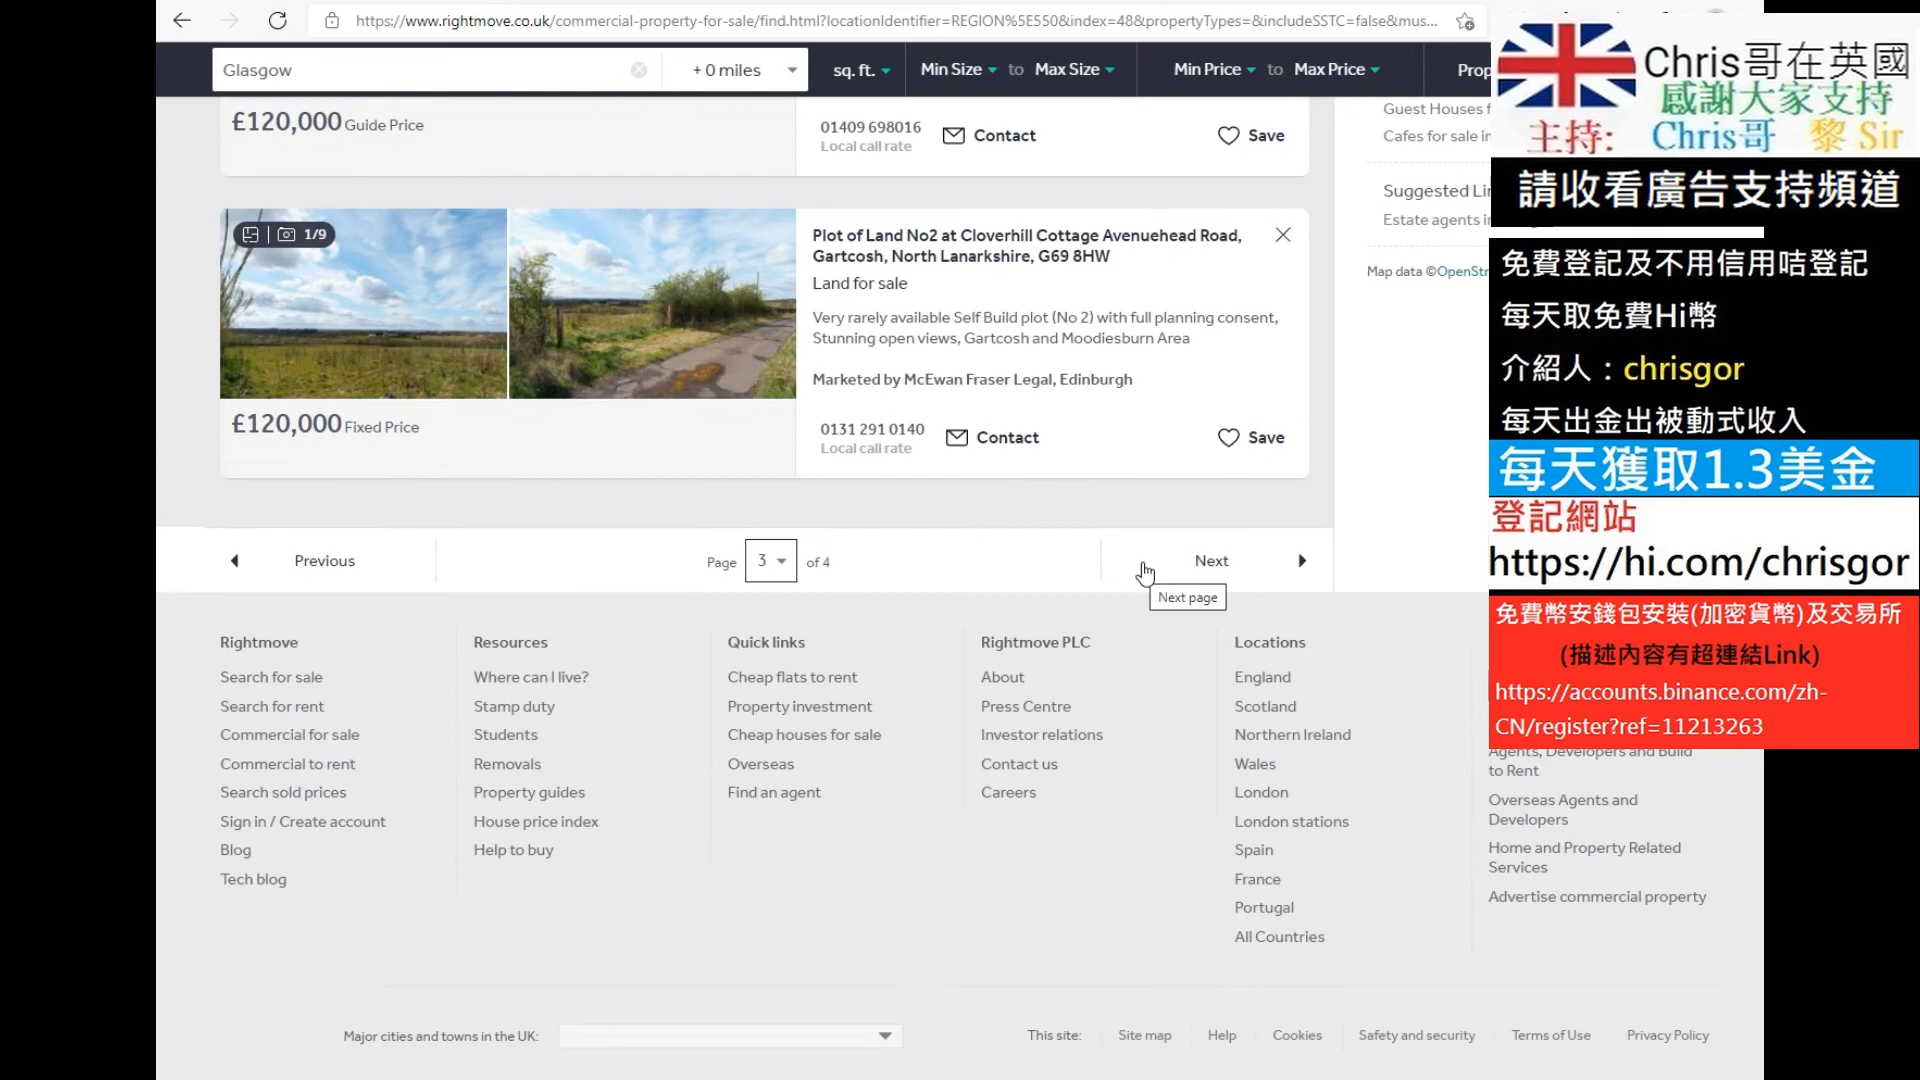 https://www.rightmove.co.uk/commercial-property-for-sale/find.html?locationIdentifier=REGION%5E550&index=48&propertyTypes=&includeSSTC=false&mus...
Glasgow
+ 0 miles
sq. ft.
Min Size to Max Size
Min Price to Max Price
Prop
£120,000 Guide Price
01409 698016
Local call rate
Contact
Save
Guest Houses f
Cafes for sale in
Suggested Li
Estate agents i
Map data ©OpenStr
1/9
Plot of Land No2 at Cloverhill Cottage Avenuehead Road,
Gartcosh, North Lanarkshire, G69 8HW
Land for sale
Very rarely available Self Build plot (No 2) with full planning consent,
Stunning open views, Gartcosh and Moodiesburn Area
Marketed by McEwan Fraser Legal, Edinburgh
£120,000 Fixed Price
0131 291 0140
Local call rate
Contact
Save
Previous
Page 3 of 4
Next
Next page
Rightmove
Search for sale
Search for rent
Commercial for sale
Commercial to rent
Search sold prices
Sign in / Create account
Blog
Tech blog
Resources
Where can I live?
Stamp duty
Students
Removals
Property guides
House price index
Help to buy
Quick links
Cheap flats to rent
Property investment
Cheap houses for sale
Overseas
Find an agent
Rightmove PLC
About
Press Centre
Investor relations
Contact us
Careers
Locations
England
Scotland
Northern Ireland
Wales
London
London stations
Spain
France
Portugal
All Countries
Agents, Developers and Build
to Rent
Overseas Agents and
Developers
Home and Property Related
Services
Advertise commercial property
Major cities and towns in the UK:
This site:
Site map
Help
Cookies
Safety and security
Terms of Use
Privacy Policy
Chris哥在英國
感謝大家支持
主持: Chris哥 黎 Sir
請收看廣告支持頻道
免費登記及不用信用咭登記
每天取免費Hi幣
介紹人：chrisgor
每天出金出被動式收入
每天獲取1.3美金
登記網站
https://hi.com/chrisgor
免費幣安錢包安裝(加密貨幣)及交易所
(描述內容有超連結Link)
https://accounts.binance.com/zh-
CN/register?ref=11213263